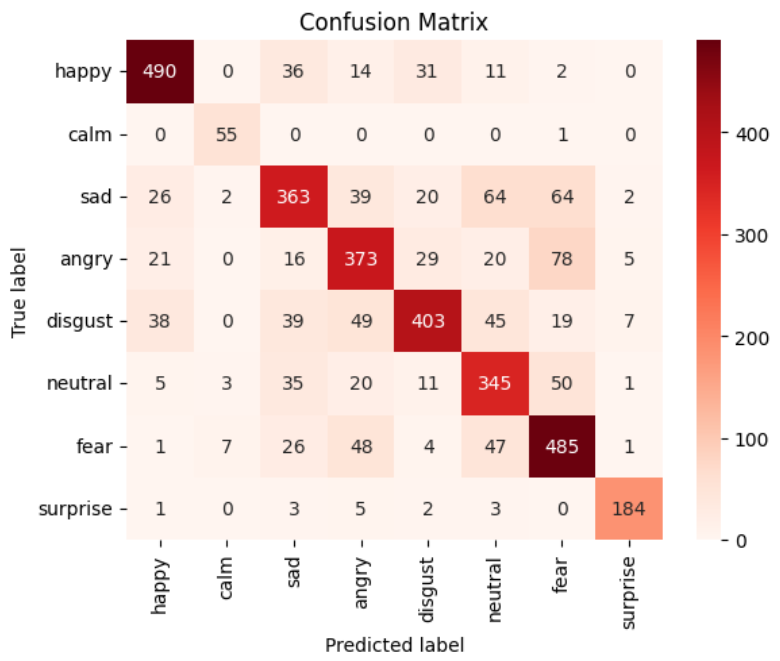 Confusion Matrix
happy 490 0 36 14 31 11 2 0
calm 0 55 0 0 0 0 1 0
sad 26 2 363 39 20 64 64 2
angry 21 0 16 373 29 20 78 5
disgust 38 0 39 49 403 45 19 7
neutral 5 3 35 20 11 345 50 1
fear 1 7 26 48 4 47 485 1
surprise 1 0 3 5 2 3 0 184
happy calm sad angry disgust neutral fear surprise
Predicted label
True label
400
300
200
100
0